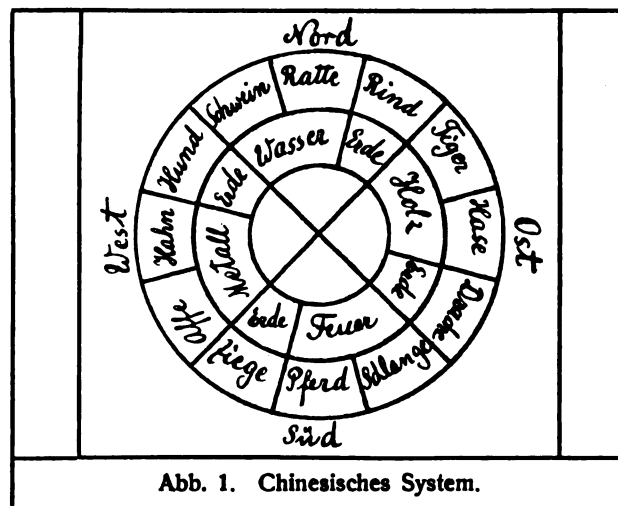 Nord
Ratte
Rind
Tiger
Hase
Drache
Schlange
Pferd
Ziege
Affe
Hahn
Hund
Schwein
Wasser
Erde
Holz
Erde
Feuer
Erde
Metall
Erde
West
Ost
Süd
Abb. 1. Chinesisches System.